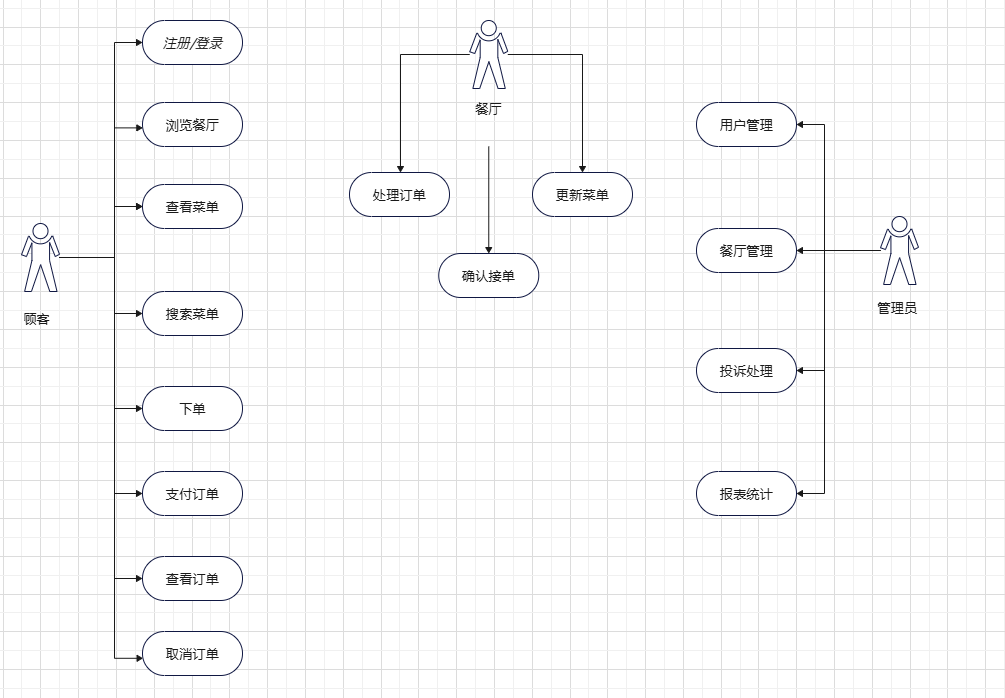 注册/登录
浏览餐厅
查看菜单
顾客
搜索菜单
下单
支付订单
查看订单
取消订单
餐厅
处理订单
更新菜单
确认接单
用户管理
餐厅管理
管理员
投诉处理
报表统计